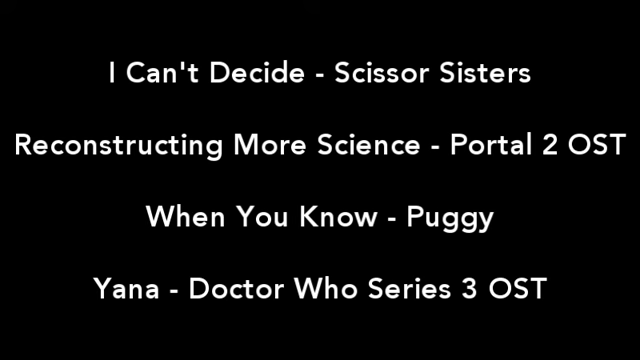 I Can't Decide - Scissor Sisters
Reconstructing More Science - Portal 2 OST
When You Know - Puggy
Yana - Doctor Who Series 3 OST